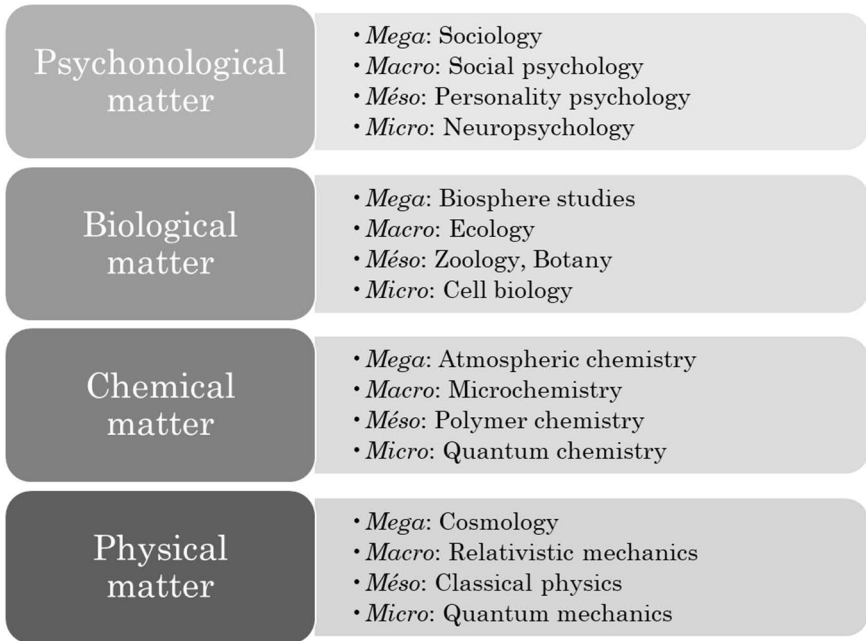 Psychonological
matter
• Mega: Sociology
• Macro: Social psychology
• Méso: Personality psychology
• Micro: Neuropsychology
Biological
matter
• Mega: Biosphere studies
• Macro: Ecology
• Méso: Zoology, Botany
• Micro: Cell biology
Chemical
matter
• Mega: Atmospheric chemistry
• Macro: Microchemistry
• Méso: Polymer chemistry
• Micro: Quantum chemistry
Physical
matter
• Mega: Cosmology
• Macro: Relativistic mechanics
• Méso: Classical physics
• Micro: Quantum mechanics